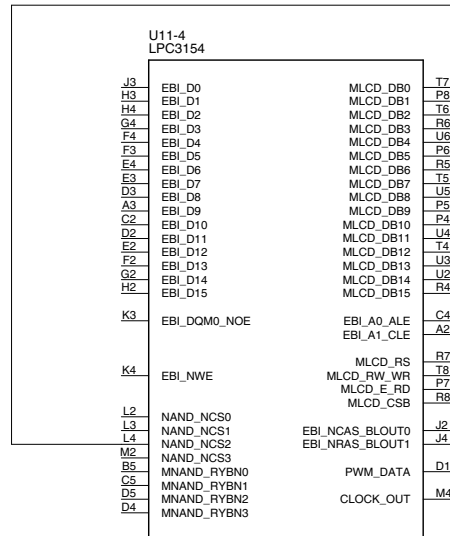 U11-4
LPC3154
J3 EBI_D0 MLCD_DB0 T7
H3 EBI_D1 MLCD_DB1 P8
H4 EBI_D2 MLCD_DB2 T6
G4 EBI_D3 MLCD_DB3 R6
F4 EBI_D4 MLCD_DB4 U6
F3 EBI_D5 MLCD_DB5 P6
E4 EBI_D6 MLCD_DB6 R5
E3 EBI_D7 MLCD_DB7 T5
D3 EBI_D8 MLCD_DB8 U5
A3 EBI_D9 MLCD_DB9 P5
C2 EBI_D10 MLCD_DB10 P4
D2 EBI_D11 MLCD_DB11 U4
E2 EBI_D12 MLCD_DB12 T4
F2 EBI_D13 MLCD_DB13 U3
G2 EBI_D14 MLCD_DB14 U2
H2 EBI_D15 MLCD_DB15 R4
K3 EBI_DQM0_NOE EBI_A0_ALE C4
EBI_A1_CLE A2
MLCD_RS R7
K4 EBI_NWE MLCD_RW_WR T8
MLCD_E_RD P7
MLCD_CSB R8
L2 NAND_NCS0
L3 NAND_NCS1 EBI_NCAS_BLOUT0 J2
L4 NAND_NCS2 EBI_NRAS_BLOUT1 J4
M2 NAND_NCS3
B5 MNAND_RYBN0 PWM_DATA D1
C5 MNAND_RYBN1
D5 MNAND_RYBN2 CLOCK_OUT M4
D4 MNAND_RYBN3